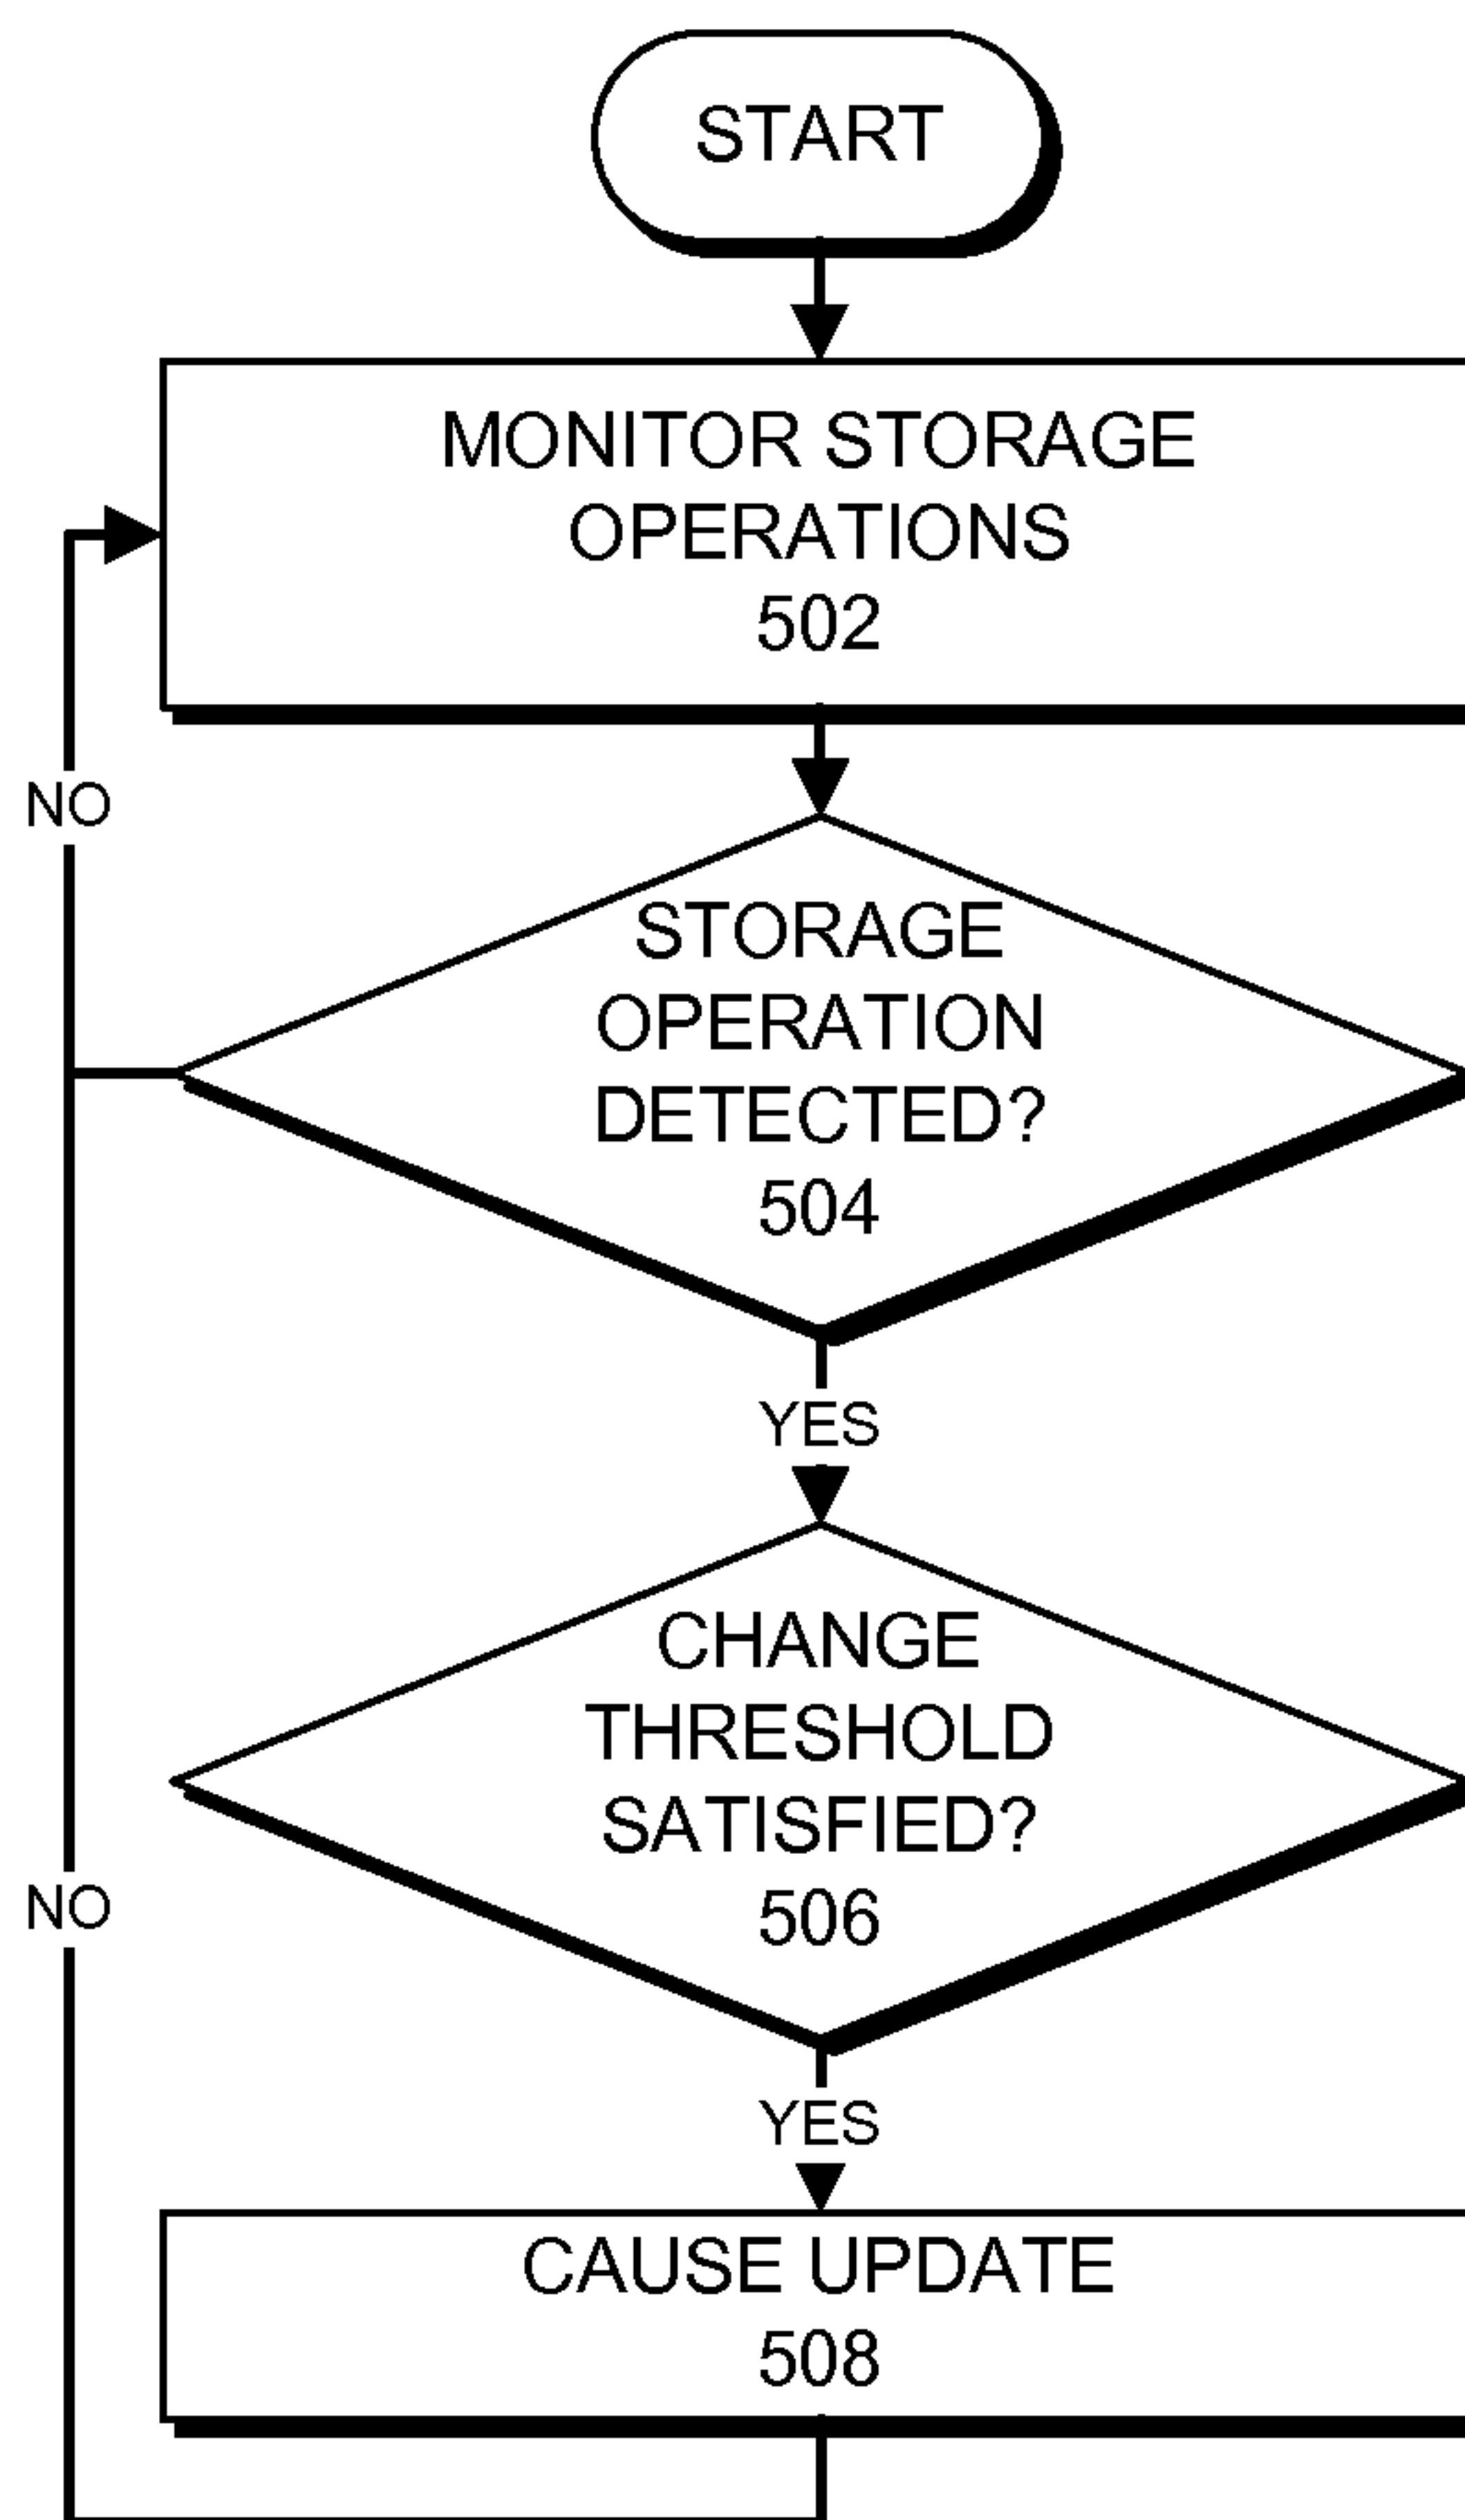 START
MONITOR STORAGE
OPERATIONS
502
NO
STORAGE
OPERATION
DETECTED?
504
YES
CHANGE
THRESHOLD
SATISFIED?
506
NO
YES
CAUSE UPDATE
508